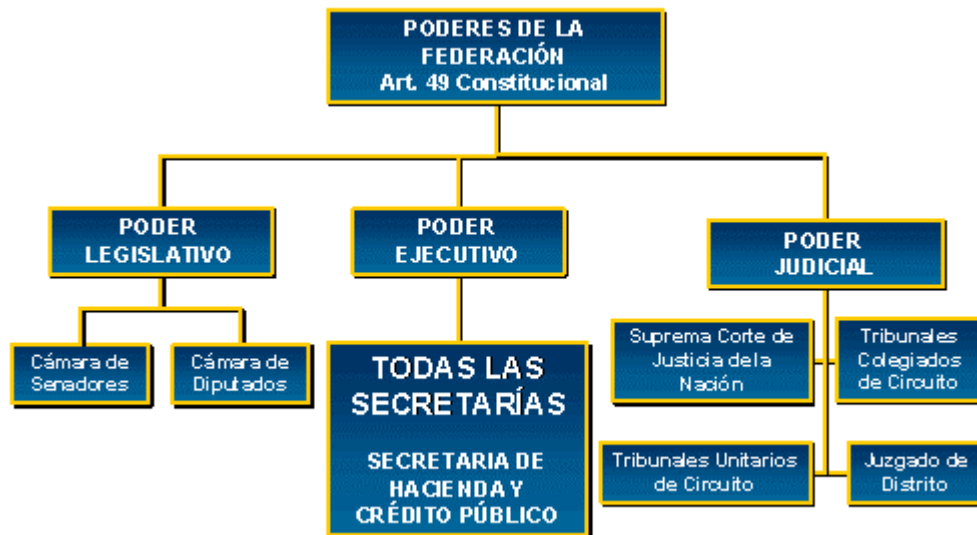 PODERES DE LA
FEDERACIÓN
Art. 49 Constitucional
PODER
LEGISLATIVO
PODER
EJECUTIVO
PODER
JUDICIAL
Cámara de
Senadores
Cámara de
Diputados
TODAS LAS
SECRETARÍAS
SECRETARIA DE
HACIENDA Y
CRÉDITO PÚBLICO
Suprema Corte de
Justicia de la
Nación
Tribunales
Colegiados
de Circuito
Tribunales Unitarios
de Circuito
Juzgado de
Distrito